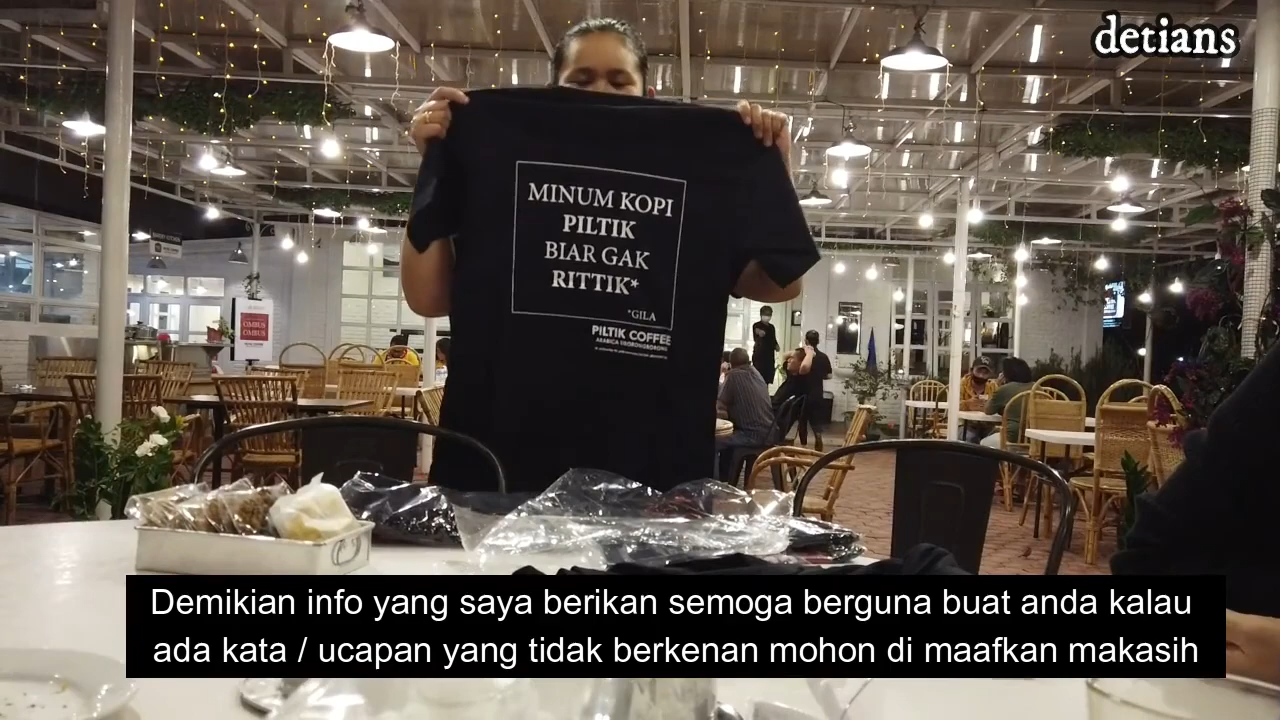 detians
MINUM KOPI
PILTIK
BIAR GAK
RITTIK*
*GILA
PILTIK COFFEE
ARABICA SIBORONGBORONG
OMBUS
OMBUS
Demikian info yang saya berikan semoga berguna buat anda kalau
ada kata / ucapan yang tidak berkenan mohon di maafkan makasih